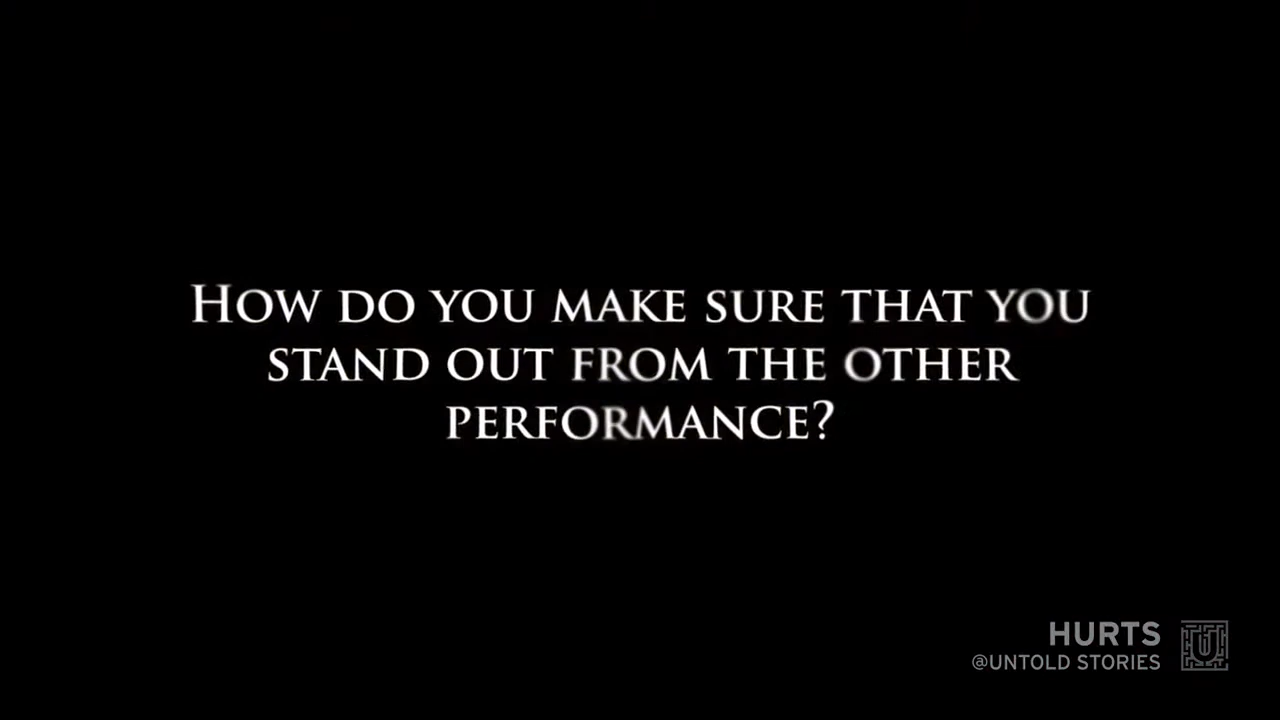 HOW DO YOU MAKE SURE THAT YOU
STAND OUT FROM THE OTHER
PERFORMANCE?
HURTS
@UNTOLD STORIES